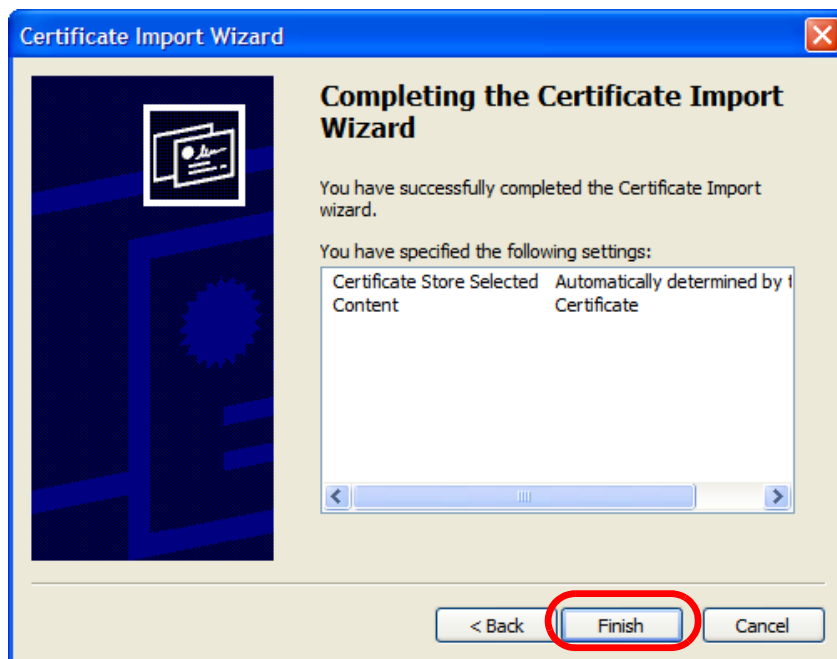 Certificate Import Wizard
Completing the Certificate Import
Wizard
You have successfully completed the Certificate Import
wizard.
You have specified the following settings:
Certificate Store Selected Automatically determined by t
Content Certificate
< Back Finish Cancel